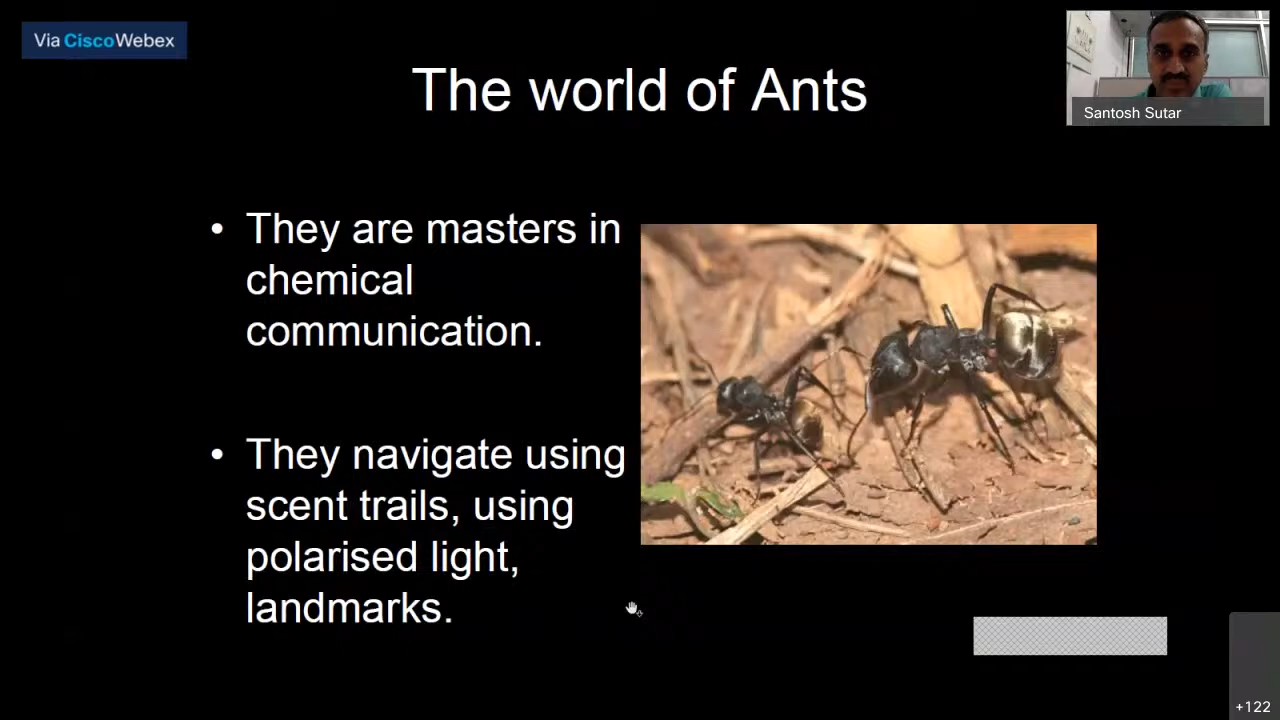 Via CiscoWebex
The world of Ants
Santosh Sutar
• They are masters in
chemical
communication.
• They navigate using
scent trails, using
polarised light,
landmarks.
+122